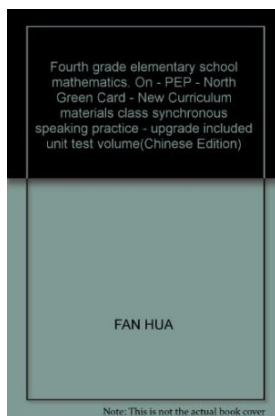 Fourth grade elementary school
mathematics. On - PEP - North
Green Card - New Curriculum
materials class synchronous
speaking practice - upgrade included
unit test volume(Chinese Edition)
FAN HUA
Note: This is not the actual book cover